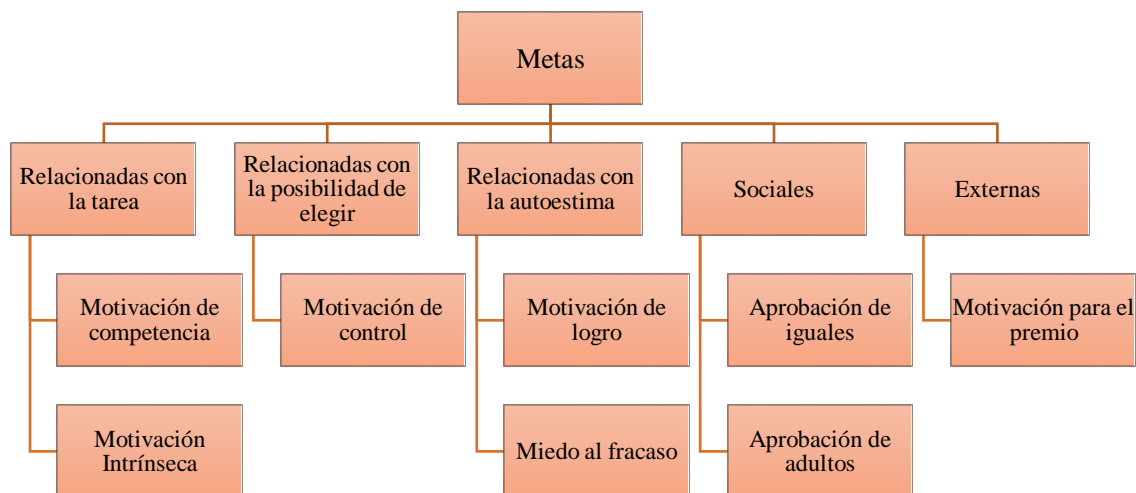 Metas
Relacionadas con
la tarea
Relacionadas con
la posibilidad de
elegir
Relacionadas con
la autoestima
Sociales
Externas
Motivación de
competencia
Motivación de
control
Motivación de
logro
Aprobación de
iguales
Motivación para el
premio
Motivación
Intrínseca
Miedo al fracaso
Aprobación de
adultos